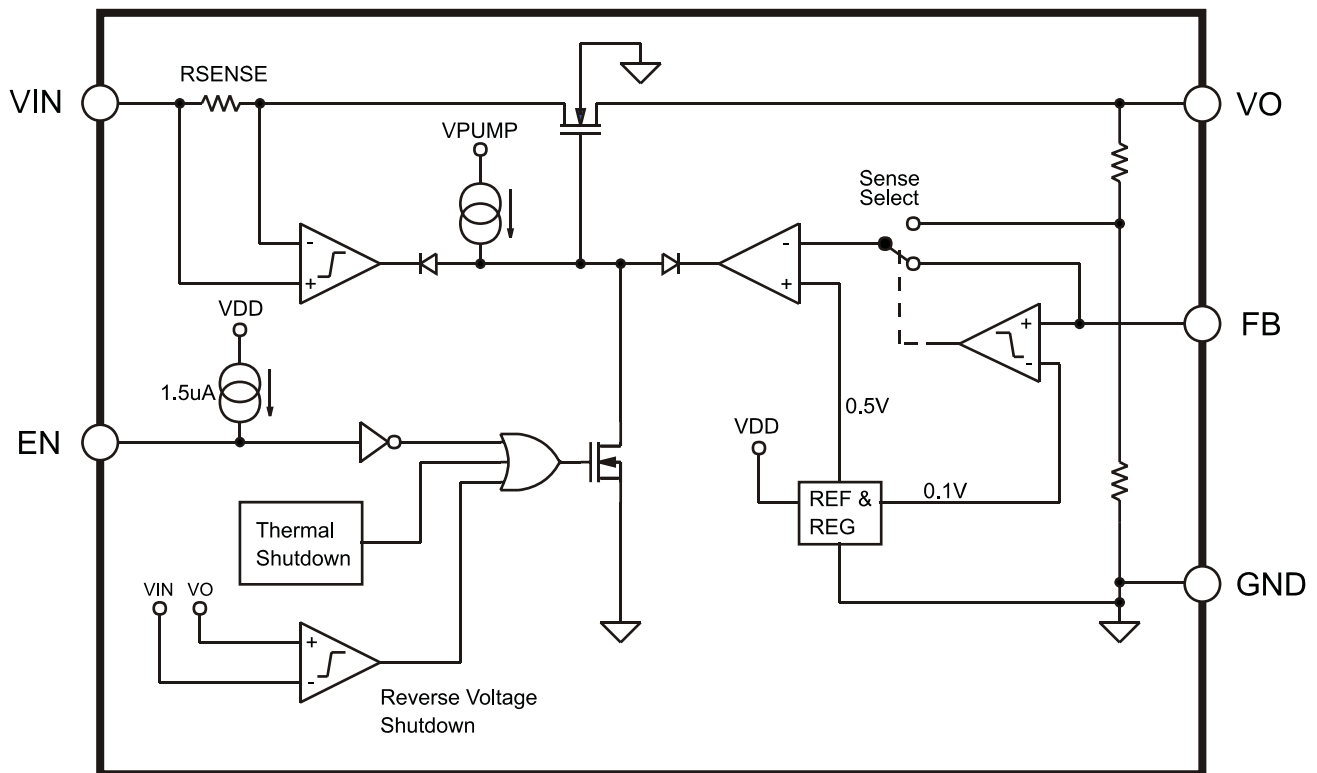 RSENSE
VIN
VO
VPUMP
Sense
Select
-
+
-
+
VDD
+
-
FB
1.5uA
0.5V
EN
VDD
REF &
REG
0.1V
Thermal
Shutdown
VIN VO
GND
+
-
Reverse Voltage
Shutdown